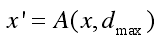 x' = A(x, d_max)